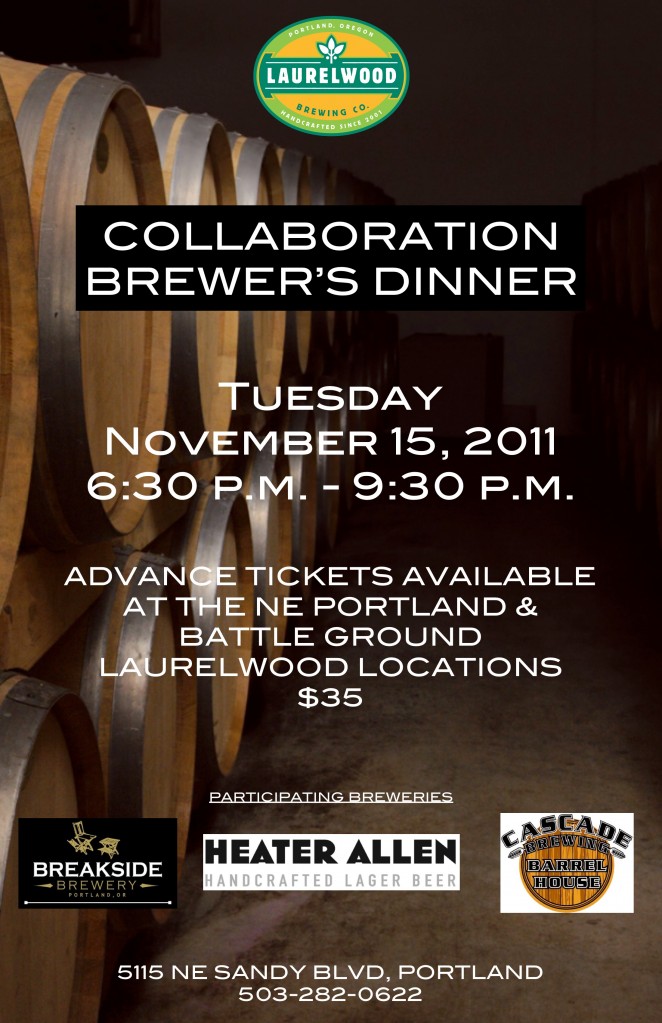 PORTLAND, OREGON
LAURELWOOD
BREWING CO.
HANDCRAFTED SINCE 2001
COLLABORATION
BREWER'S DINNER
TUESDAY
NOVEMBER 15, 2011
6:30 P.M. - 9:30 P.M.
ADVANCE TICKETS AVAILABLE
AT THE NE PORTLAND &
BATTLE GROUND
LAURELWOOD LOCATIONS
$35
PARTICIPATING BREWERIES
BREAKSIDE
BREWERY
PORTLAND, OR
HEATER ALLEN
HANDCRAFTED LAGER BEER
CASCADE
BREWING
BARREL
HOUSE
5115 NE SANDY BLVD, PORTLAND
503-282-0622